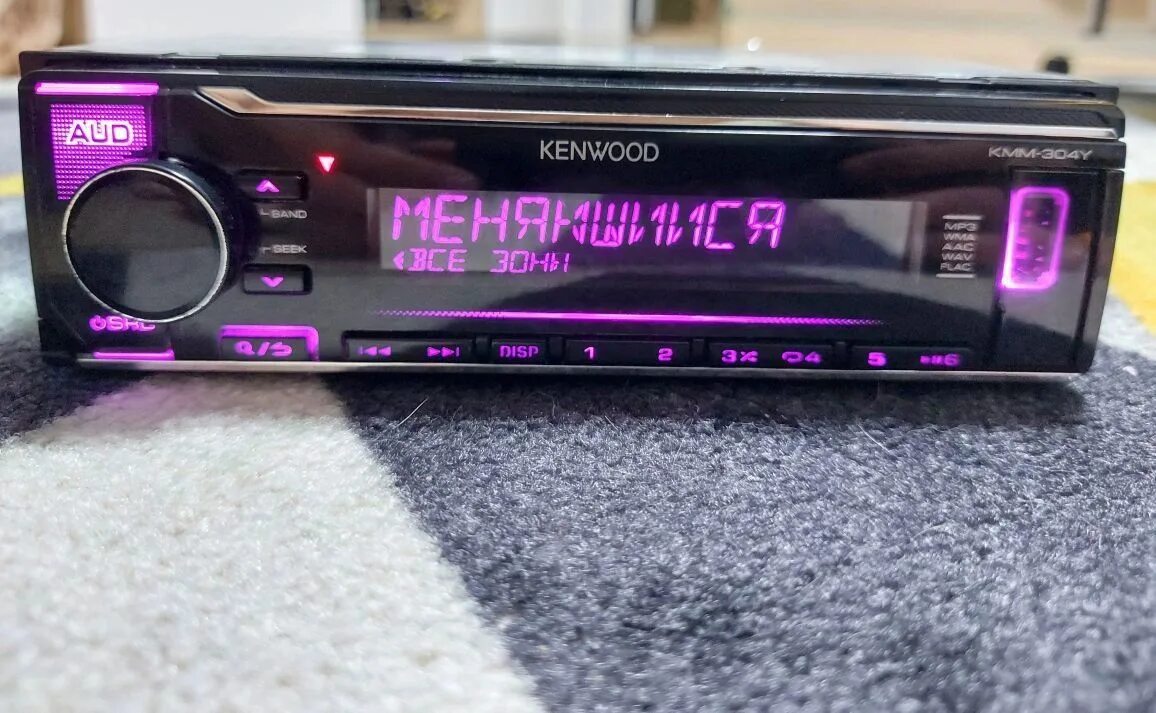 AUD
KENWOOD
KMM-304Y
BAND
SEEK
МЕНЯЮЩИЙСЯ
ВСЕ ЗОНЫ
MP3
WMA
AAC
WAV
FLAC
SRC
DISP
1
2
3
4
5
6